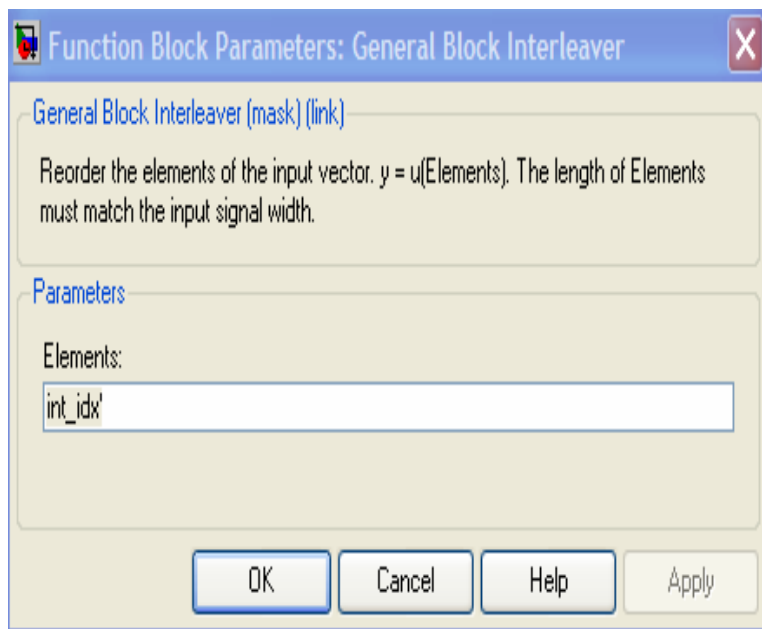 Function Block Parameters: General Block Interleaver
General Block Interleaver (mask) (link)
Reorder the elements of the input vector. y = u(Elements). The length of Elements
must match the input signal width.
Parameters
Elements:
int_idx'
OK Cancel Help Apply